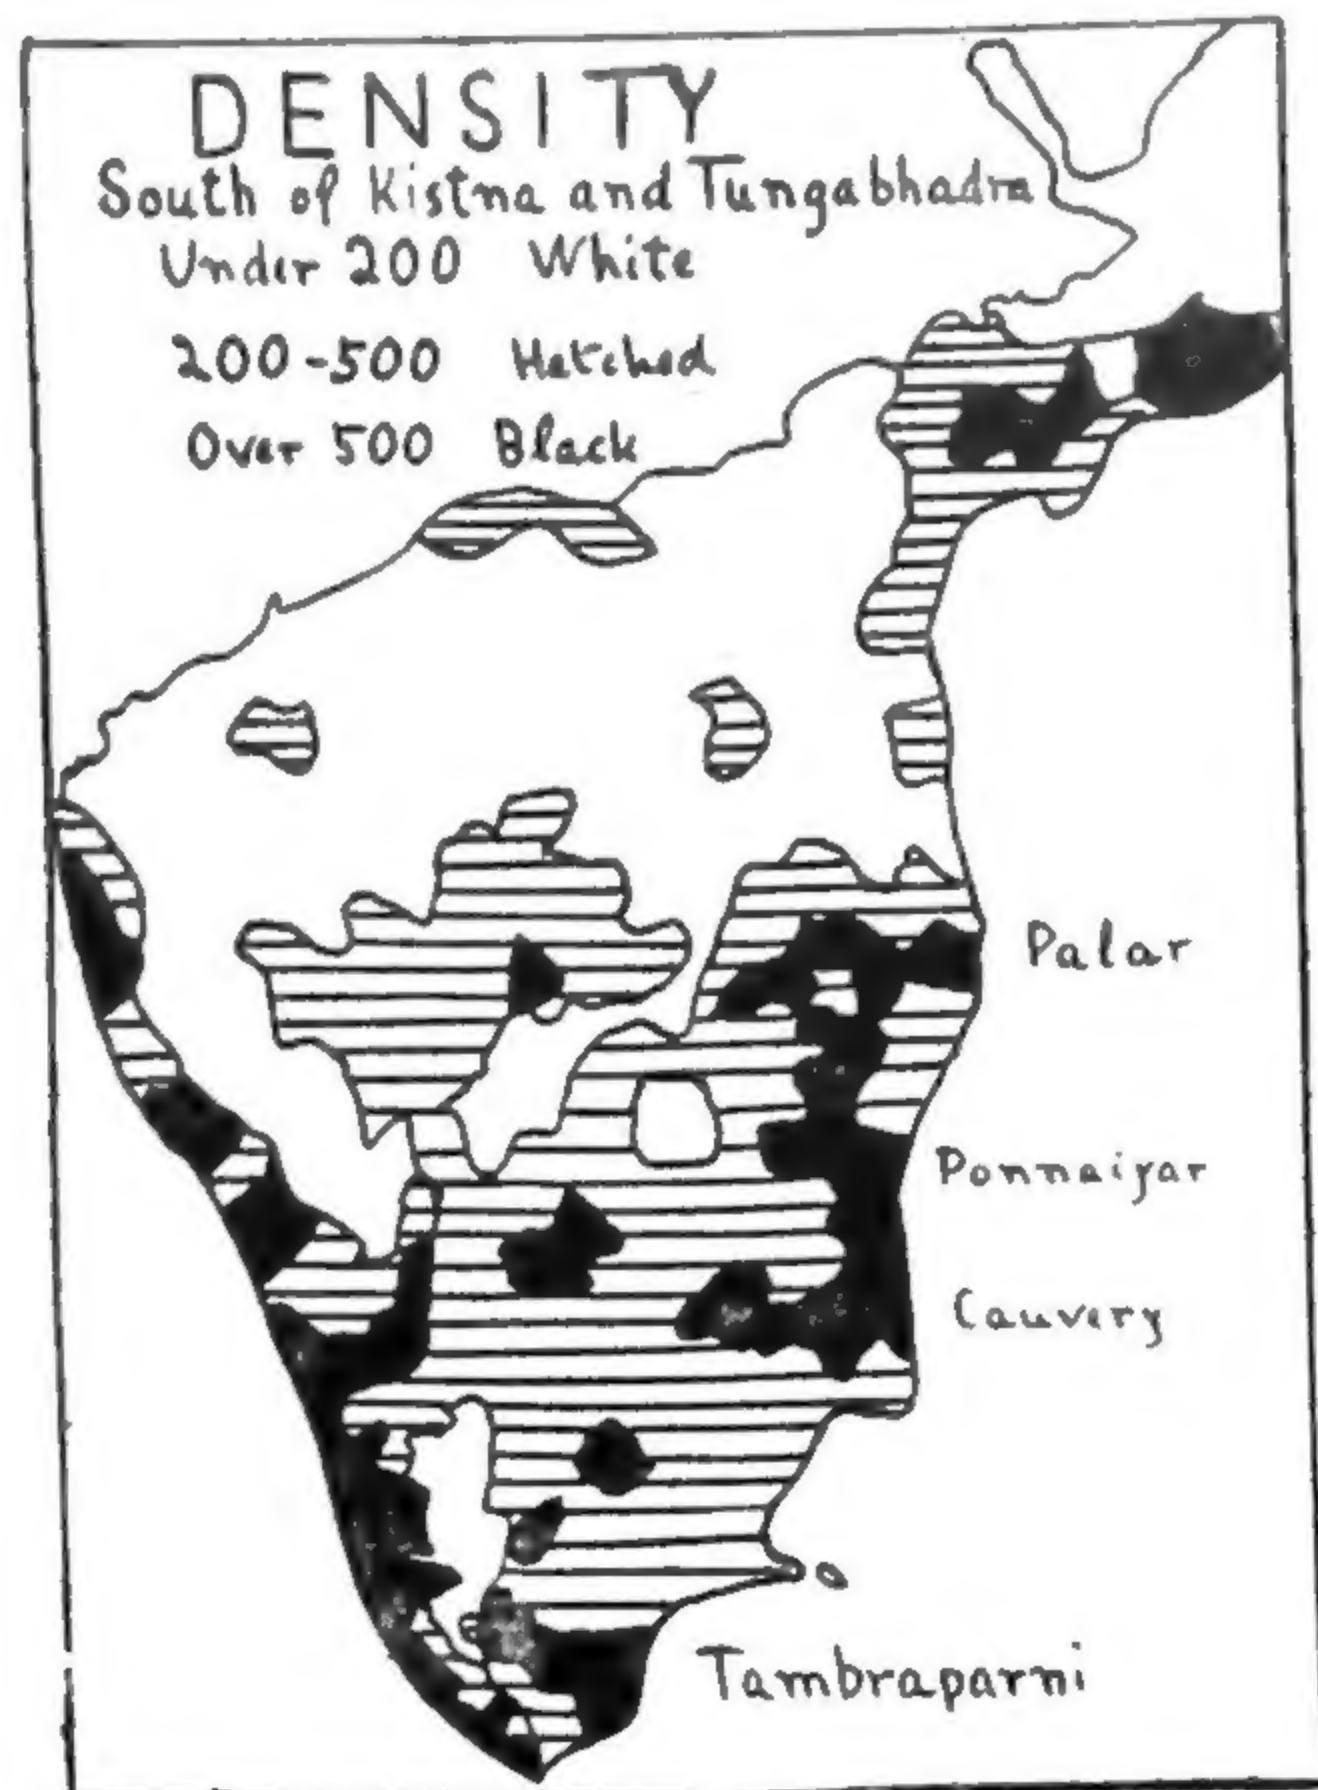 DENSITY
South of Kistna and Tungabhadra
Under 200 White
200-500 Hatched
Over 500 Black
Palar
Ponnaiyar
Cauvery
Tambraparni